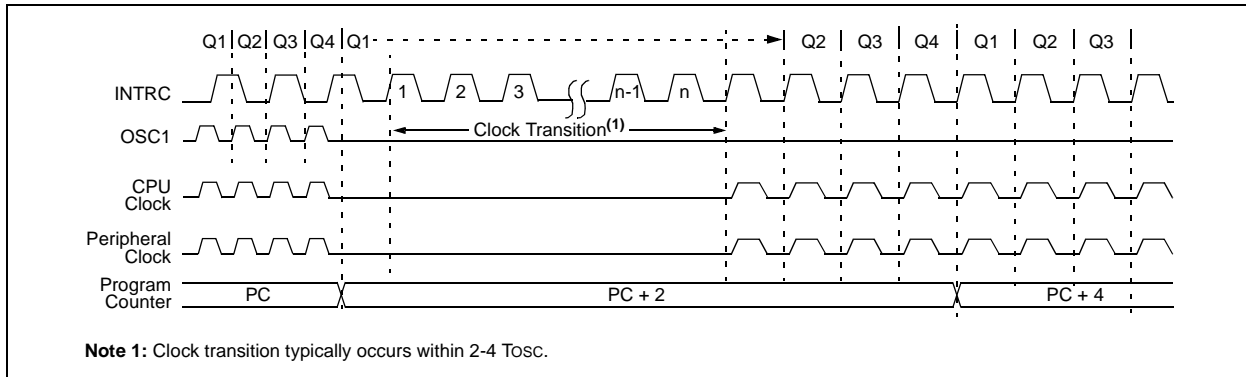 Q1 Q2 Q3 Q4 Q1 Q2 Q3 Q4 Q1 Q2 Q3
INTRC
1 2 3 n-1 n
OSC1
Clock Transition(1)
CPU
Clock
Peripheral
Clock
Program
Counter
PC PC + 2 PC + 4
Note 1: Clock transition typically occurs within 2-4 TOSC.